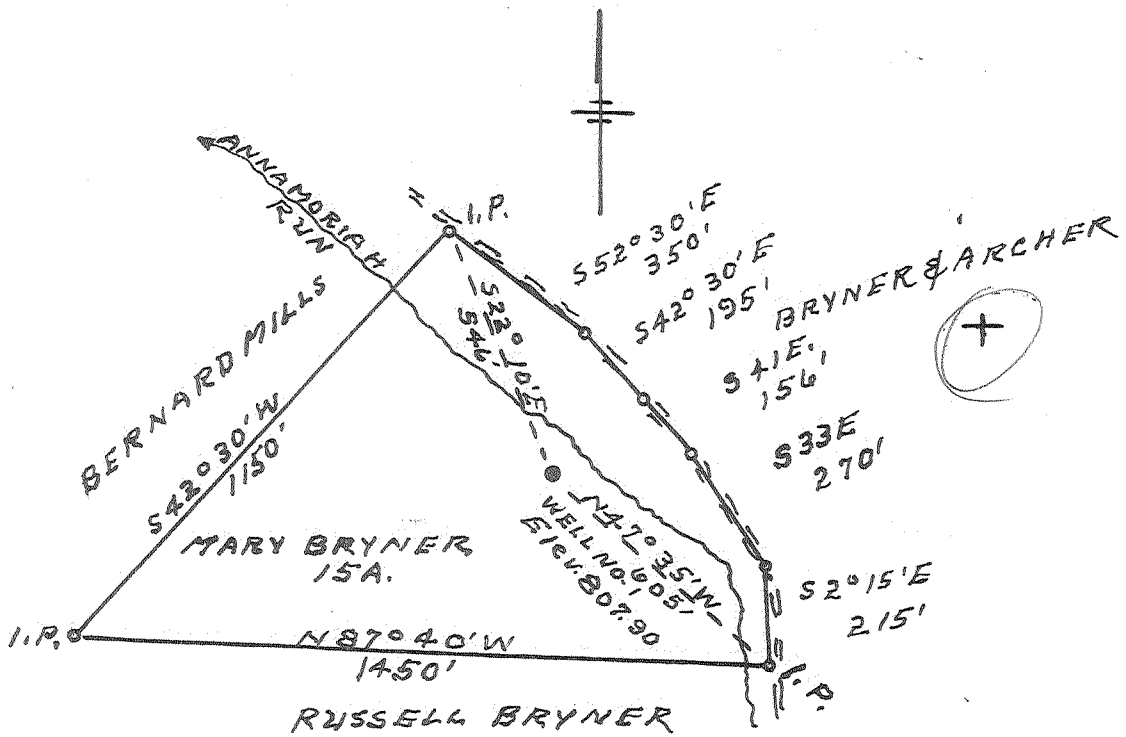 ANNAMORIAH
RUN
I.P.
S52°30'E
350'
S42°30'E
195'
BRYNER & ARCHER
S41E.
156'
S33E
270'
S2°15'E
215'
BERNARD MILLS
S42°30'W
1150'
S22°10'E
546'
MARY BRYNER
15A.
N47°35'W
605'
WELL NO. 1
Elev. 807.90
I.P.
N87°40'W
1450'
I.P.
RUSSELL BRYNER